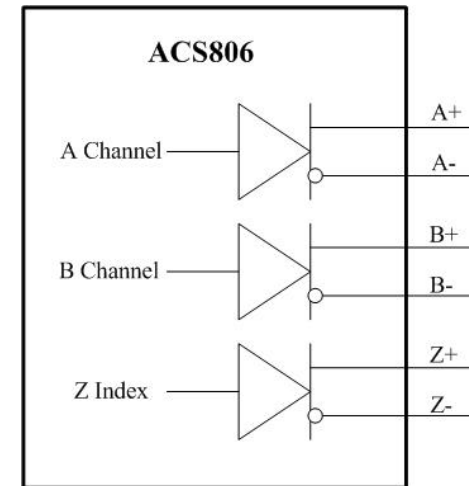 ACS806
A Channel
A+
A-
B Channel
B+
B-
Z Index
Z+
Z-